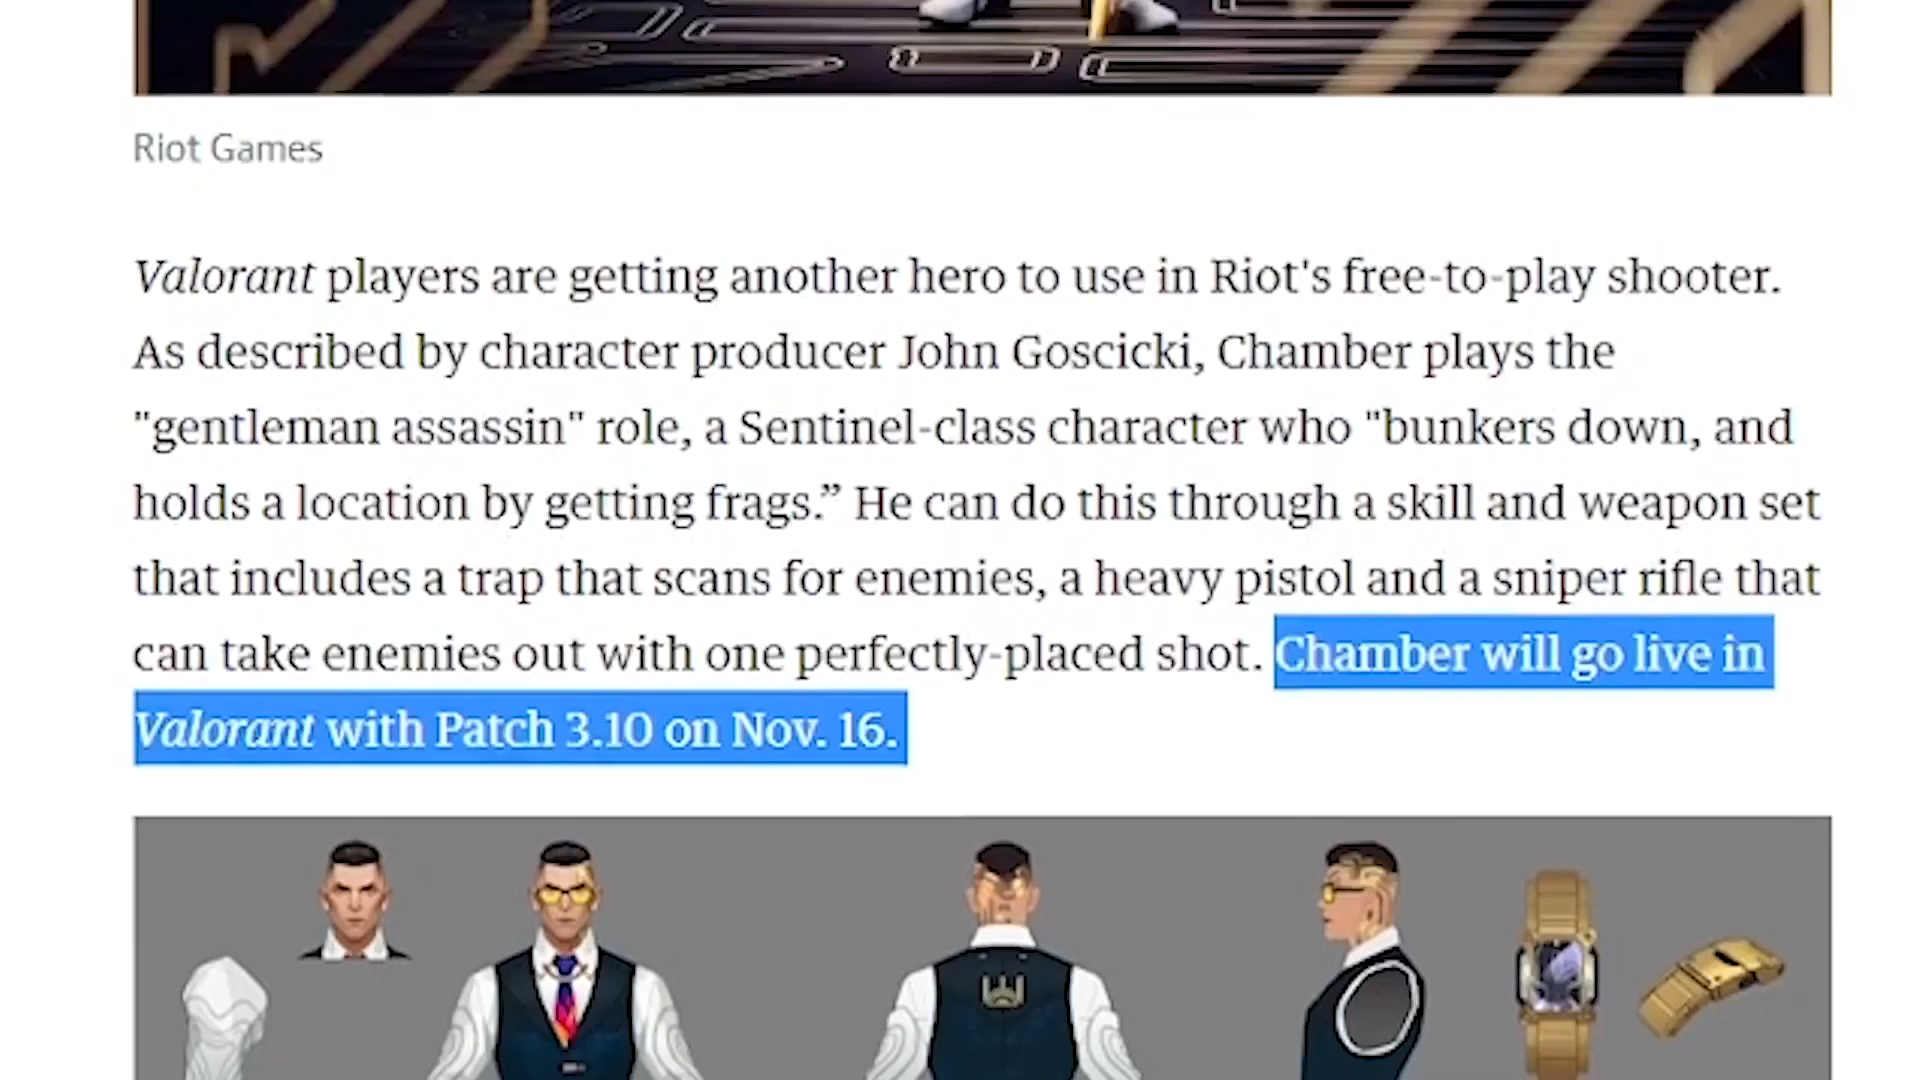 Riot Games
Valorant players are getting another hero to use in Riot's free-to-play shooter.
As described by character producer John Goscicki, Chamber plays the
"gentleman assassin" role, a Sentinel-class character who "bunkers down, and
holds a location by getting frags.” He can do this through a skill and weapon set
that includes a trap that scans for enemies, a heavy pistol and a sniper rifle that
can take enemies out with one perfectly-placed shot. Chamber will go live in
Valorant with Patch 3.10 on Nov. 16.